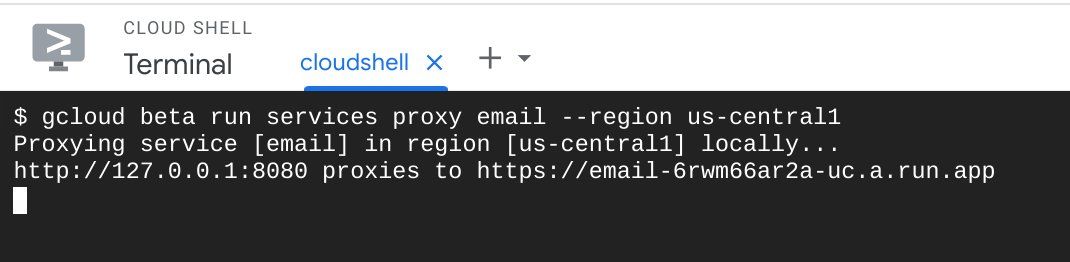 CLOUD SHELL
Terminal
cloudshell
$ gcloud beta run services proxy email --region us-central1
Proxying service [email] in region [us-central1] locally...
http://127.0.0.1:8080 proxies to https://email-6rwm66ar2a-uc.a.run.app